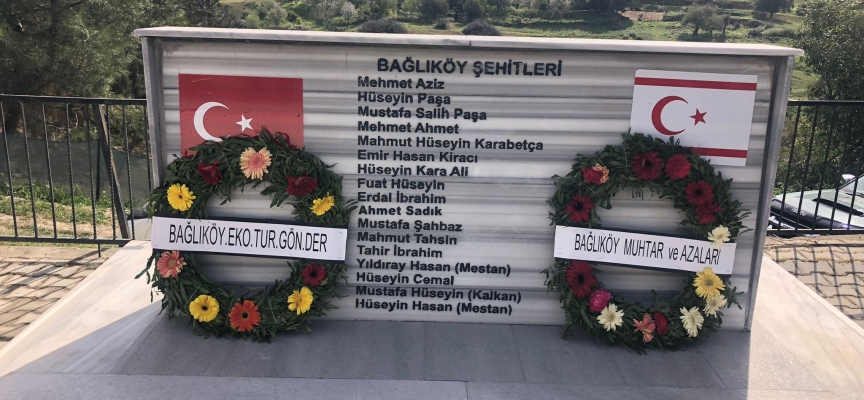 BAĞLIKÖY ŞEHİTLERİ
Mehmet Aziz
Hüseyin Paşa
Mustafa Salih Paşa
Mehmet Ahmet
Mahmut Hüseyin Karabetça
Emir Hasan Kiracı
Hüseyin Kara Ali
Fuat Hüseyin
Erdal İbrahim
Ahmet Sadık
Mustafa Şahbaz
Mahmut Tahsin
Tahir İbrahim
Yıldıray Hasan (Mestan)
Hüseyin Cemal
Mustafa Hüseyin (Kalkan)
Hüseyin Hasan (Mestan)
BAĞLIKÖY.EKO.TUR.GÖN.DER
BAĞLIKÖY MUHTAR ve AZALARI